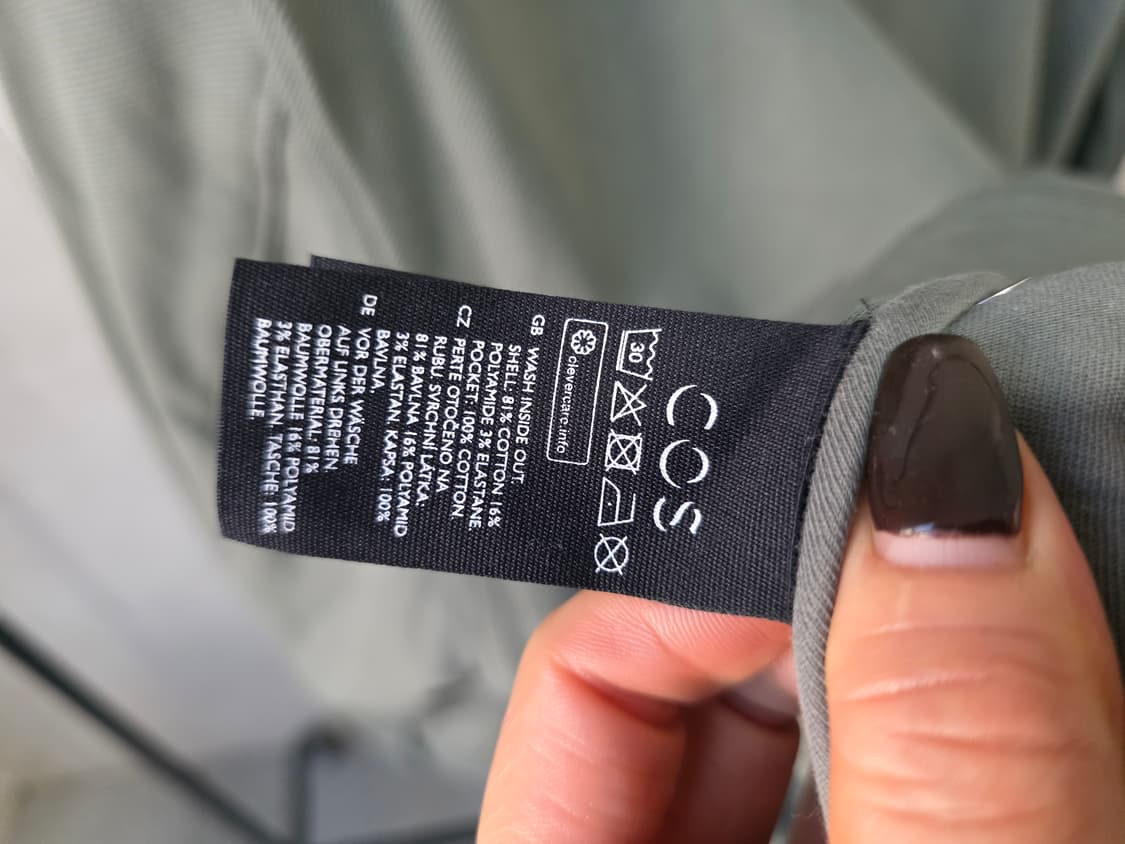 COS
30
clevercare.info
GB WASH INSIDE OUT.
SHELL: 81% COTTON 16%
POLYAMIDE 3% ELASTANE.
POCKET: 100% COTTON.
CZ PERTE OTOČENO NA
RUBU. SVRCHNÍ LÁTKA:
81% BAVLNA 16% POLYAMID
3% ELASTAN. KAPSA: 100%
BAVLNA.
DE VOR DER WÄSCHE
AUF LINKS DREHEN.
OBERMATERIAL: 81%
BAUMWOLLE 16% POLYAMID
3% ELASTHAN. TASCHE: 100%
BAUMWOLLE.